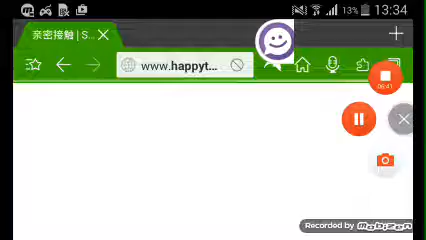 13% 13:34
亲密接触 | S...
www.happyt...
06:41
Recorded by mobizen